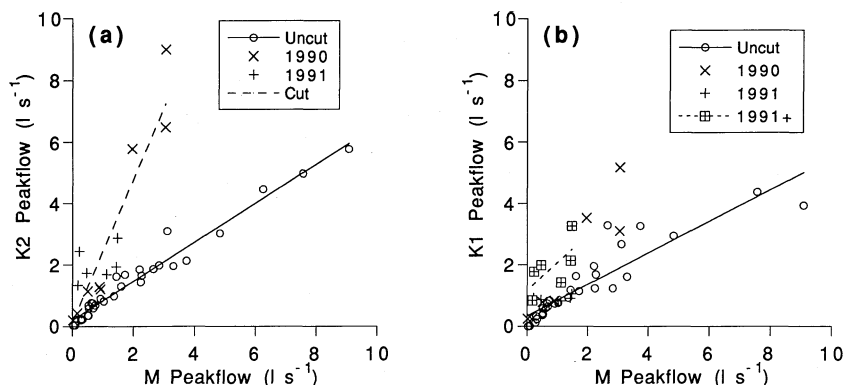 (a)
Uncut
1990
1991
Cut
K2 Peakflow (l s⁻¹)
10
8
6
4
2
0
0 2 4 6 8 10
M Peakflow (l s⁻¹)
(b)
Uncut
1990
1991
1991+
K1 Peakflow (l s⁻¹)
10
8
6
4
2
0
0 2 4 6 8 10
M Peakflow (l s⁻¹)